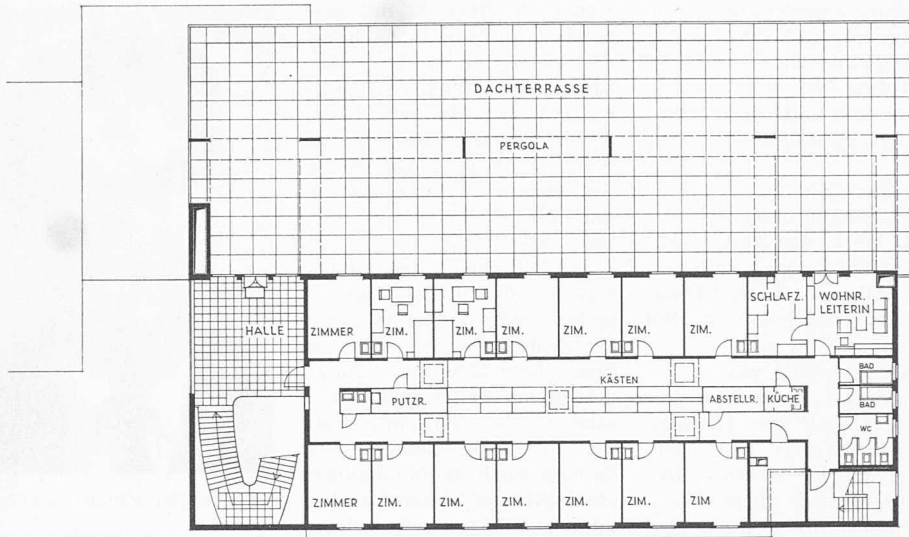 DACHTERRASSE
PERGOLA
HALLE
ZIMMER
ZIM.
ZIM.
ZIM.
ZIM.
ZIM.
ZIM.
SCHLAFZ.
WOHNR.
LEITERIN
KÄSTEN
PUTZR.
ABSTELLR.
KÜCHE
BAD
BAD
WC
ZIMMER
ZIM.
ZIM.
ZIM.
ZIM.
ZIM.
ZIM